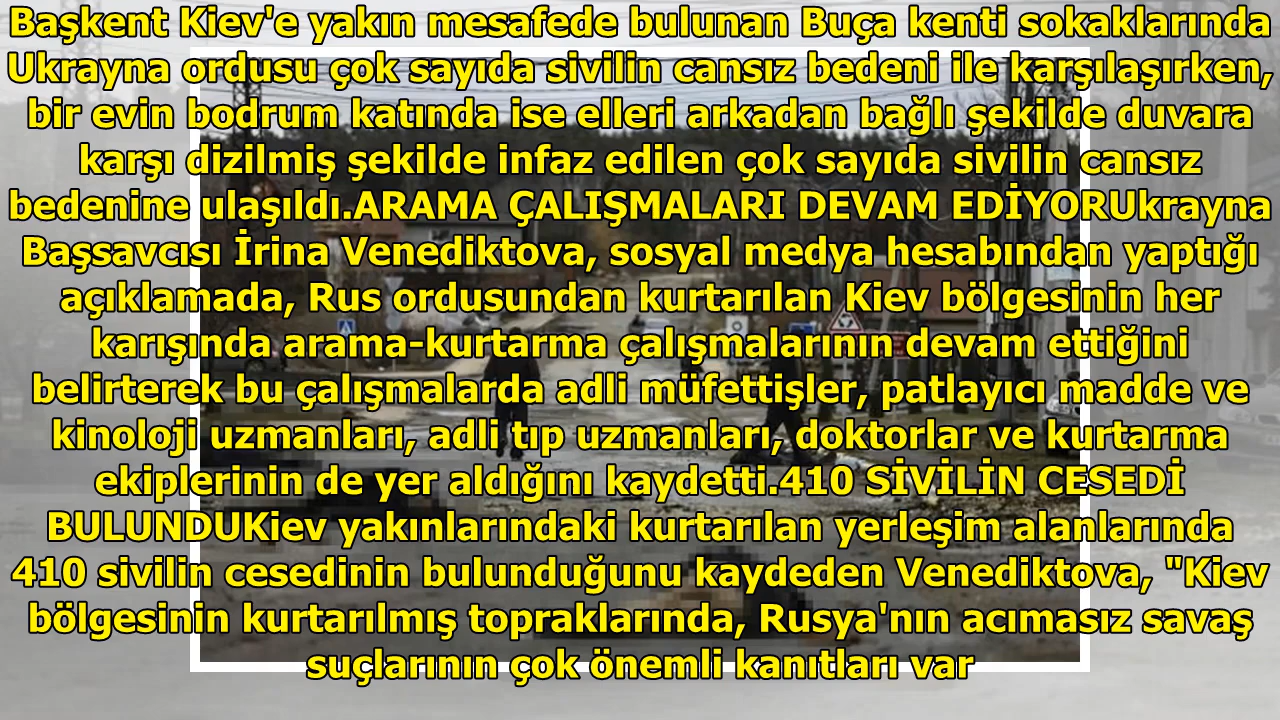 Başkent Kiev'e yakın mesafede bulunan Buça kenti sokaklarında
Ukrayna ordusu çok sayıda sivilin cansız bedeni ile karşılaşırken,
bir evin bodrum katında ise elleri arkadan bağlı şekilde duvara
karşı dizilmiş şekilde infaz edilen çok sayıda sivilin cansız
bedenine ulaşıldı.ARAMA ÇALIŞMALARI DEVAM EDİYORUkrayna
Başsavcısı İrina Venediktova, sosyal medya hesabından yaptığı
açıklamada, Rus ordusundan kurtarılan Kiev bölgesinin her
karışında arama-kurtarma çalışmalarının devam ettiğini
belirterek bu çalışmalarda adli müfettişler, patlayıcı madde ve
kinoloji uzmanları, adli tıp uzmanları, doktorlar ve kurtarma
ekiplerinin de yer aldığını kaydetti.410 SİVİLİN CESEDİ
BULUNDUKiev yakınlarındaki kurtarılan yerleşim alanlarında
410 sivilin cesedinin bulunduğunu kaydeden Venediktova, "Kiev
bölgesinin kurtarılmış topraklarında, Rusya'nın acımasız savaş
suçlarının çok önemli kanıtları var